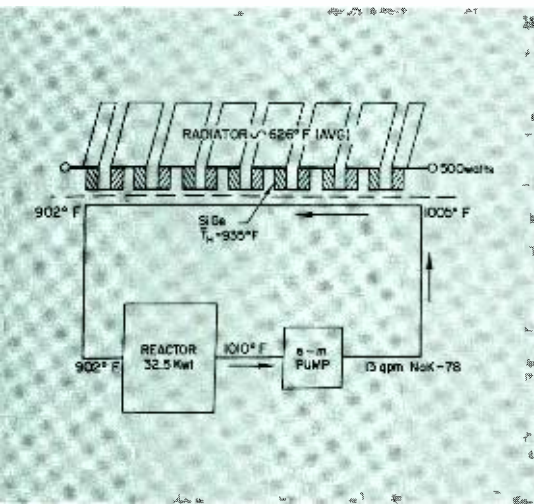 RADIATOR ~ 626° F (AVG)
500 watts
902° F
SiGe
T̄H = 935° F
1005° F
REACTOR
32.5 Kwt
1010° F
e-m
PUMP
902° F
13 gpm NaK-78